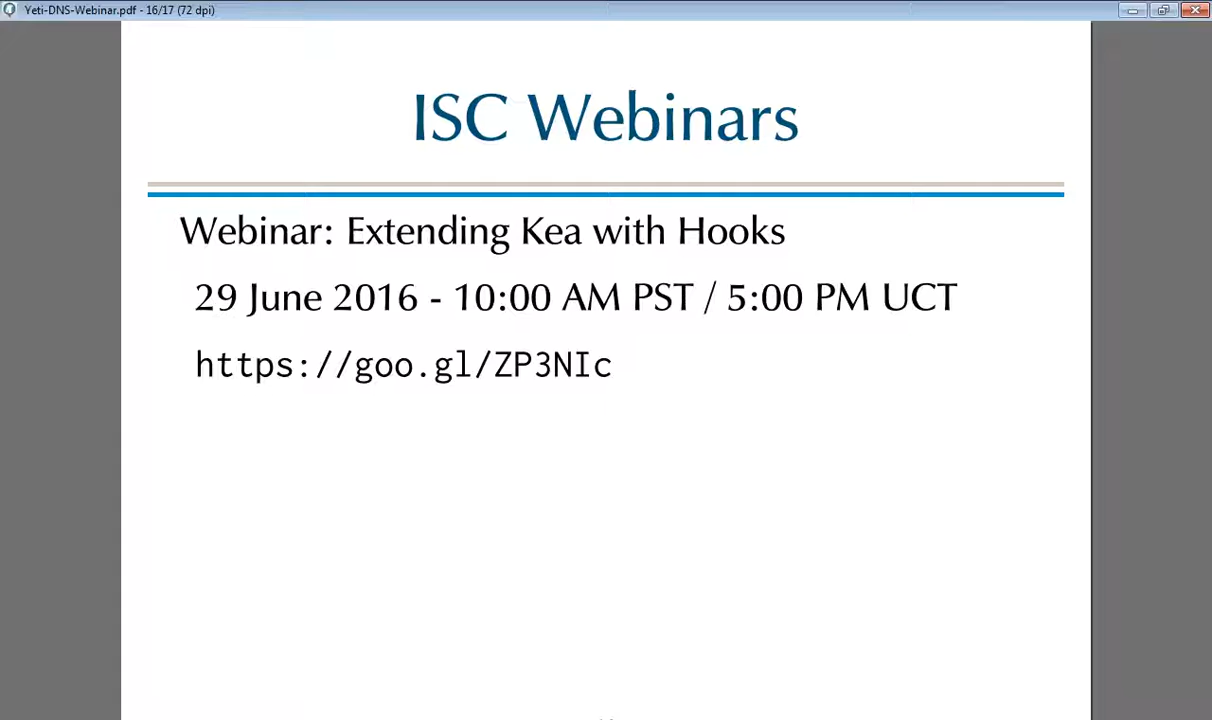 Yeti-DNS-Webinar.pdf - 16/17 (72 dpi)
ISC Webinars
Webinar: Extending Kea with Hooks
29 June 2016 - 10:00 AM PST / 5:00 PM UCT
https://goo.gl/ZP3NIc